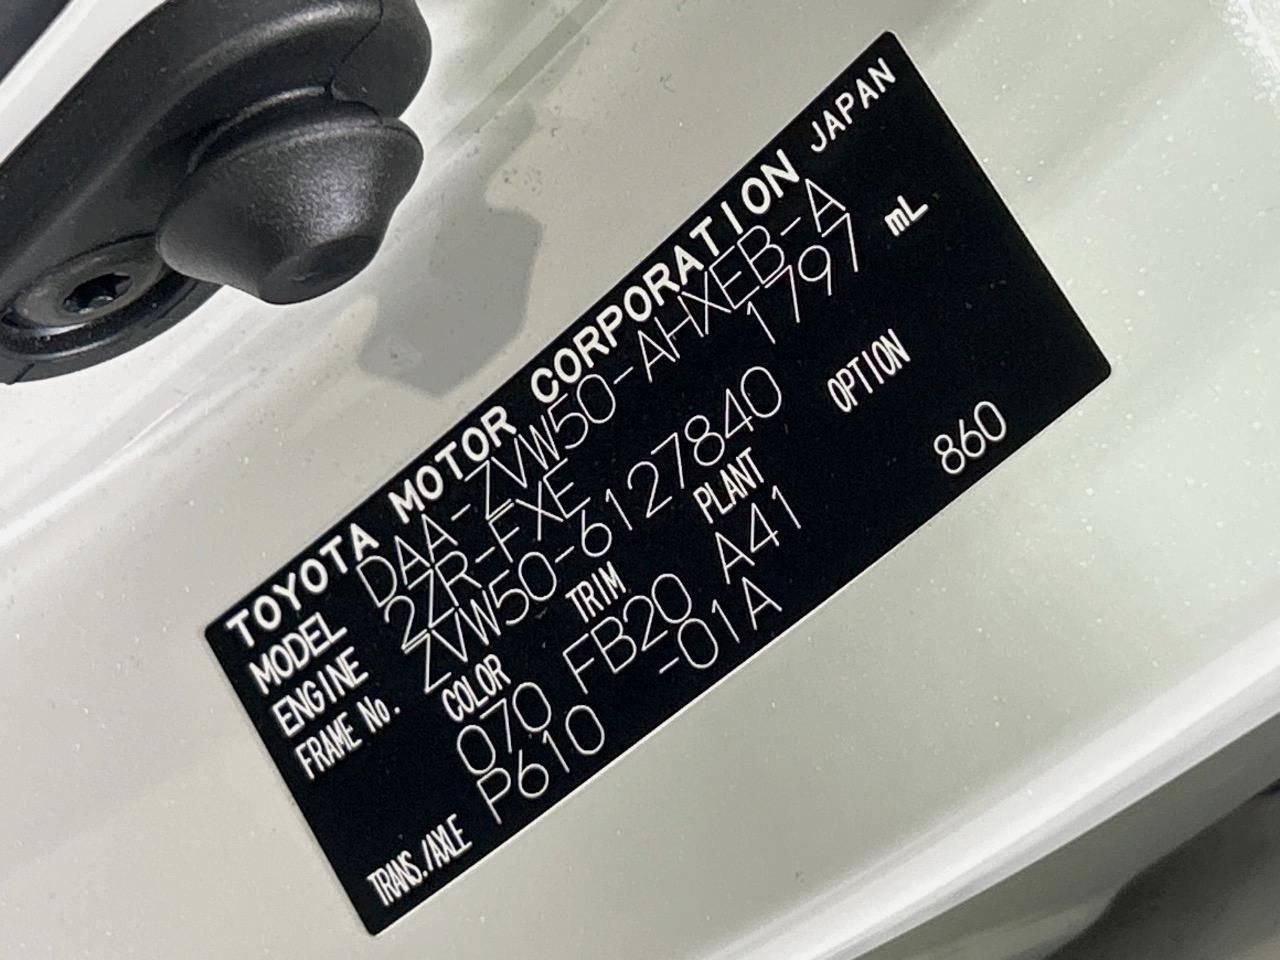 TOYOTA MOTOR CORPORATION JAPAN
MODEL DAA-ZVW50-AHXEB-A
ENGINE 2ZR-FXE 1797 mL
FRAME No. ZVW50-6127840
COLOR TRIM PLANT OPTION
070 FB20 A41 860
P610 -01A
TRANS./AXLE